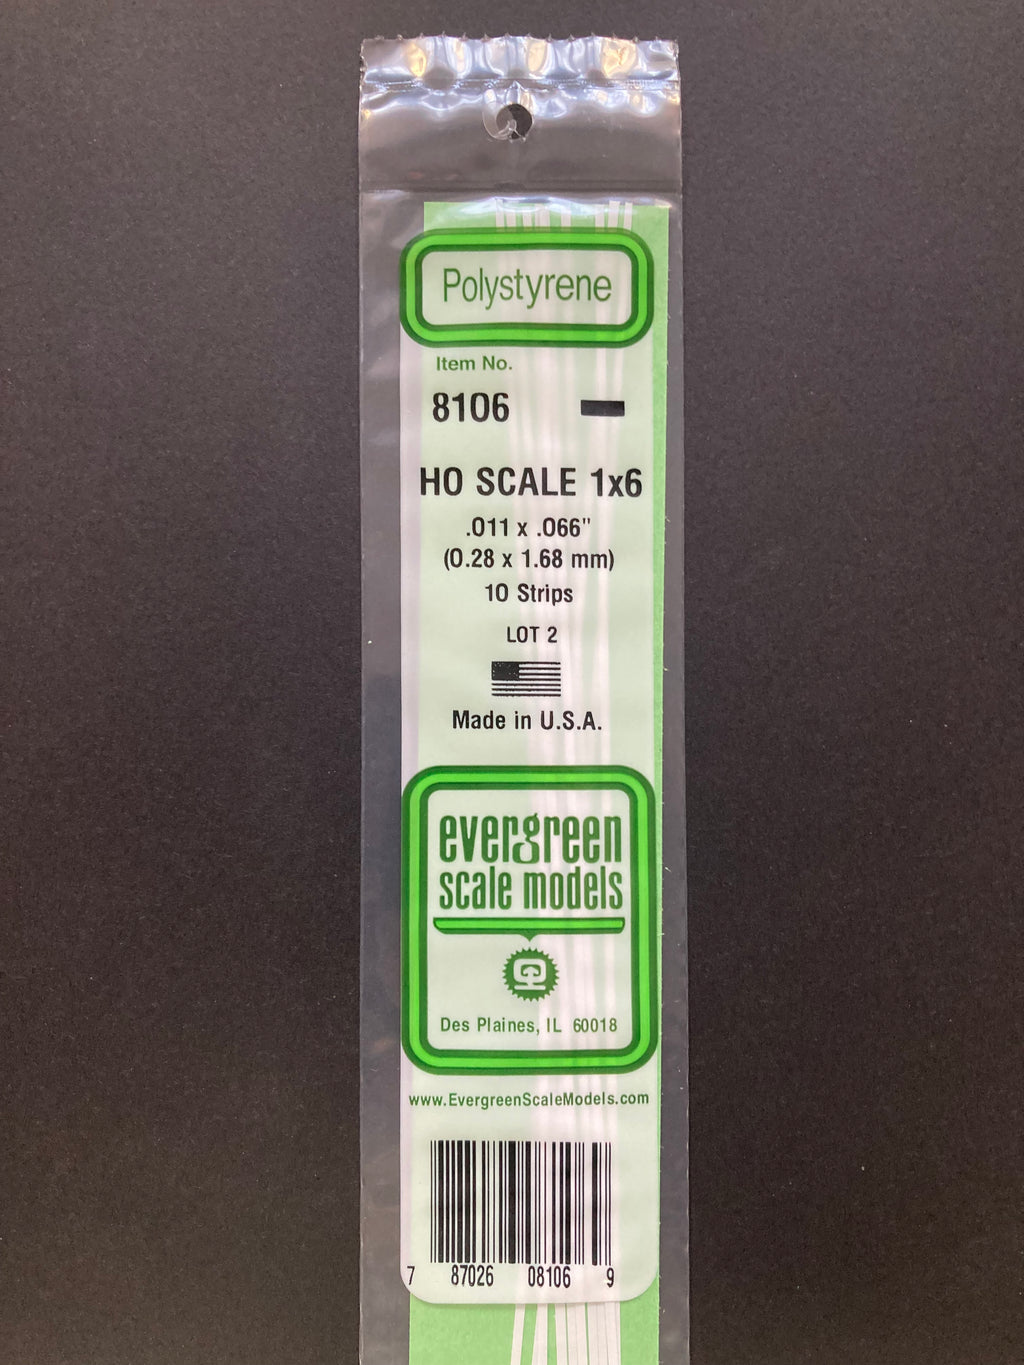 Polystyrene
Item No.
8106
HO SCALE 1x6
.011 x .066"
(0.28 x 1.68 mm)
10 Strips
LOT 2
Made in U.S.A.
evergreen
scale models
Des Plaines, IL 60018
www.EvergreenScaleModels.com
7 87026 08106 9